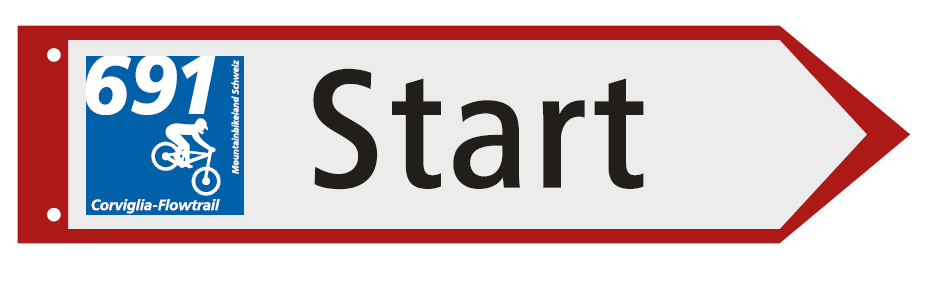 691
Mountainbikeland Schweiz
Corviglia-Flowtrail
Start